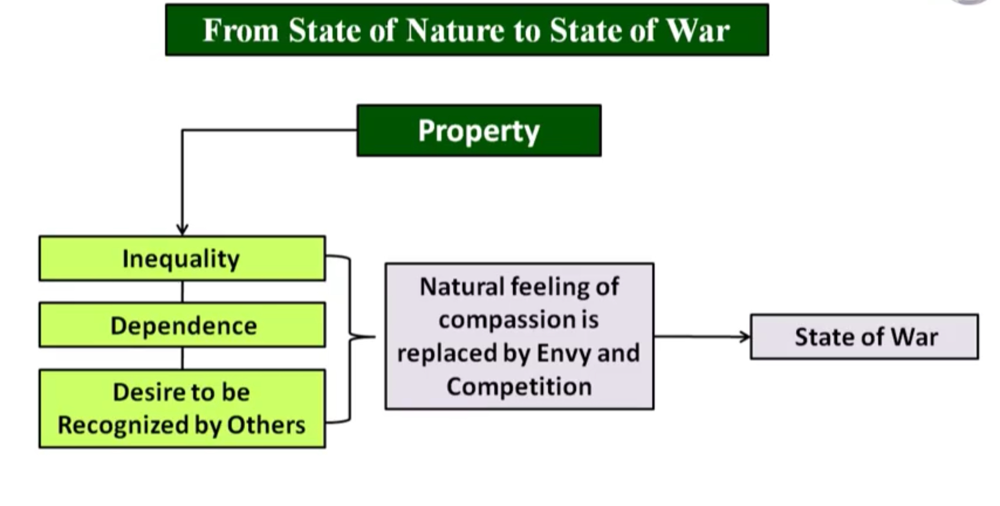 From State of Nature to State of War
Property
Inequality
Dependence
Desire to be
Recognized by Others
Natural feeling of
compassion is
replaced by Envy and
Competition
State of War